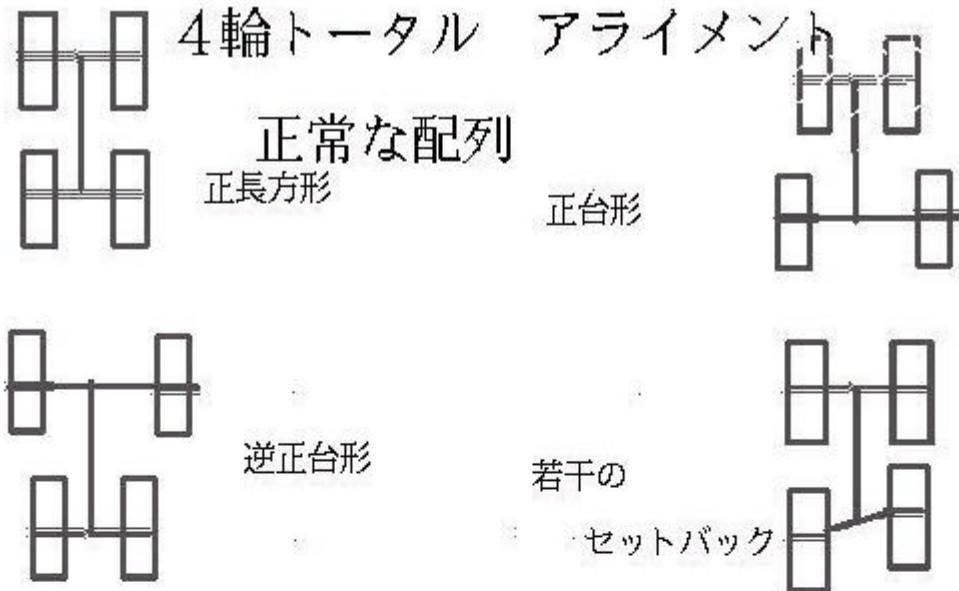 ４輪トータル　アライメント
正常な配列
正長方形
正台形
逆正台形
若干の
セットバック